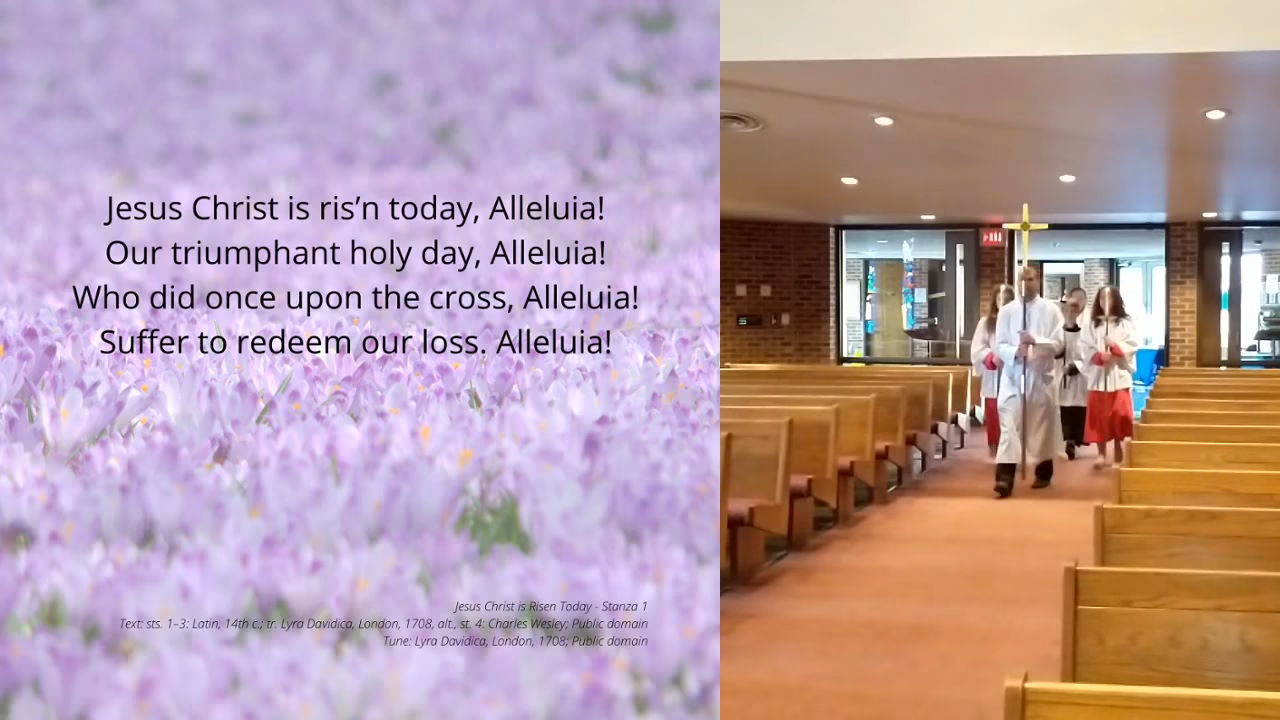 Jesus Christ is ris’n today, Alleluia!
Our triumphant holy day, Alleluia!
Who did once upon the cross, Alleluia!
Suffer to redeem our loss. Alleluia!
Jesus Christ is Risen Today - Stanza 1
Text: sts. 1–3: Latin, 14th c.; tr. Lyra Davidica, London, 1708, alt., st. 4: Charles Wesley; Public domain
Tune: Lyra Davidica, London, 1708; Public domain